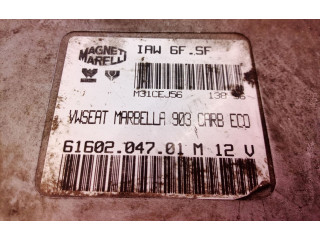 MAGNETI IAW 6F.SF
MARELLI
M31CEJ56
VWSEAT MARBELLA 903 CARB ECO
61602.047.01 M 12 V